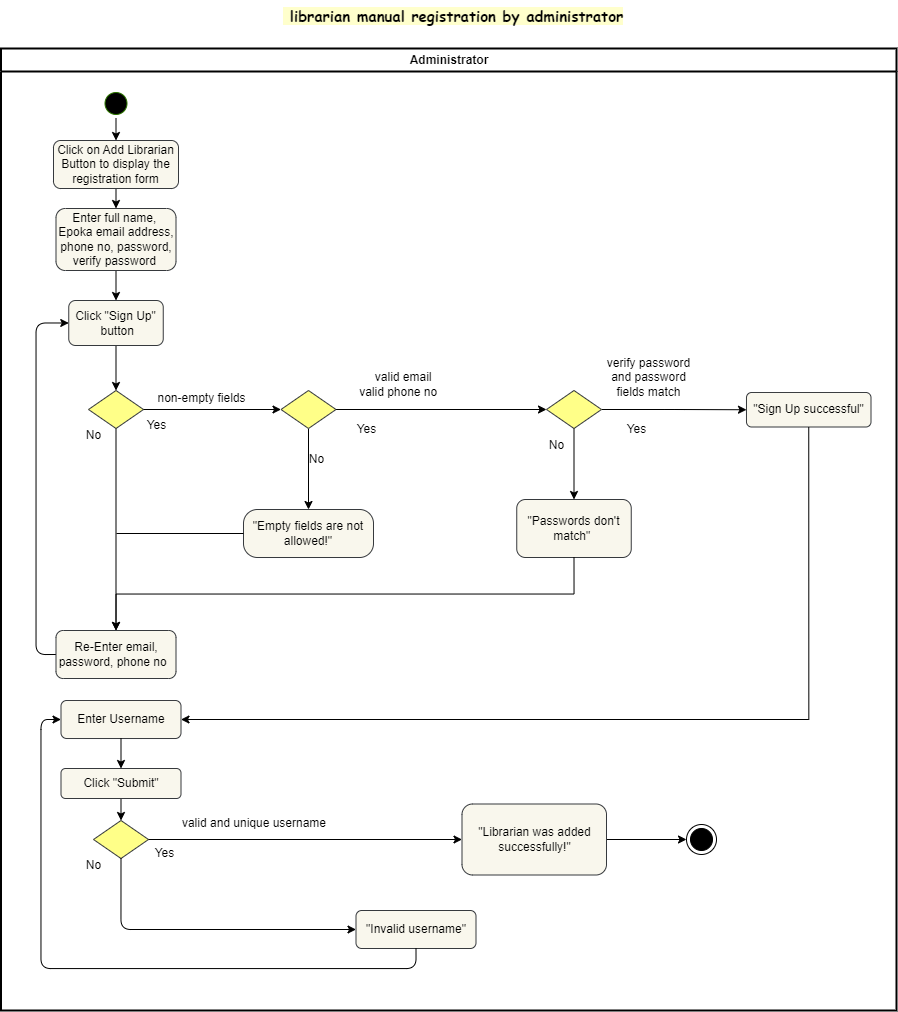 librarian manual registration by administrator
Administrator
Click on Add Librarian
Button to display the
registration form
Enter full name,
Epoka email address,
phone no, password,
verify password
Click "Sign Up"
button
non-empty fields
Yes
No
valid email
valid phone no
Yes
No
verify password
and password
fields match
Yes
No
"Sign Up successful"
"Empty fields are not
allowed!"
"Passwords don't
match"
Re-Enter email,
password, phone no
Enter Username
Click "Submit"
valid and unique username
Yes
No
"Librarian was added
successfully!"
"Invalid username"